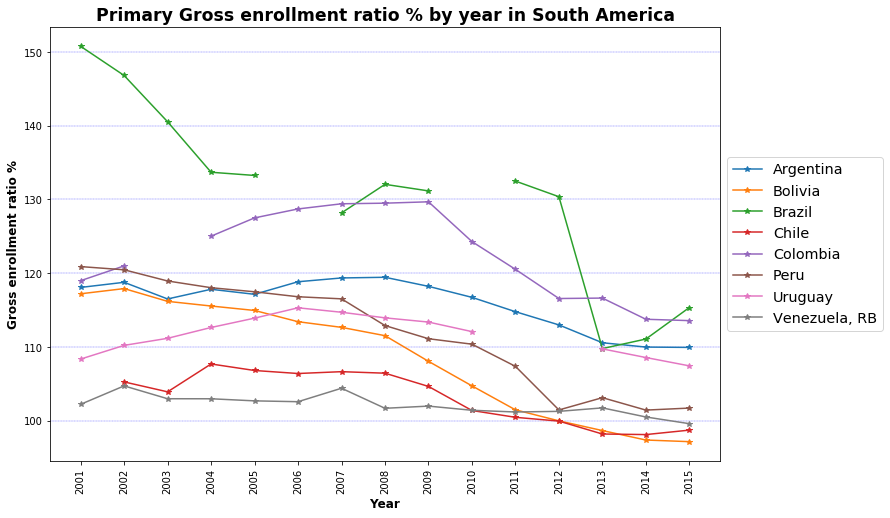 Primary Gross enrollment ratio % by year in South America
Gross enrollment ratio %
150
140
130
120
110
100
2001
2002
2003
2004
2005
2006
2007
2008
2009
2010
2011
2012
2013
2014
2015
Year
Argentina
Bolivia
Brazil
Chile
Colombia
Peru
Uruguay
Venezuela, RB